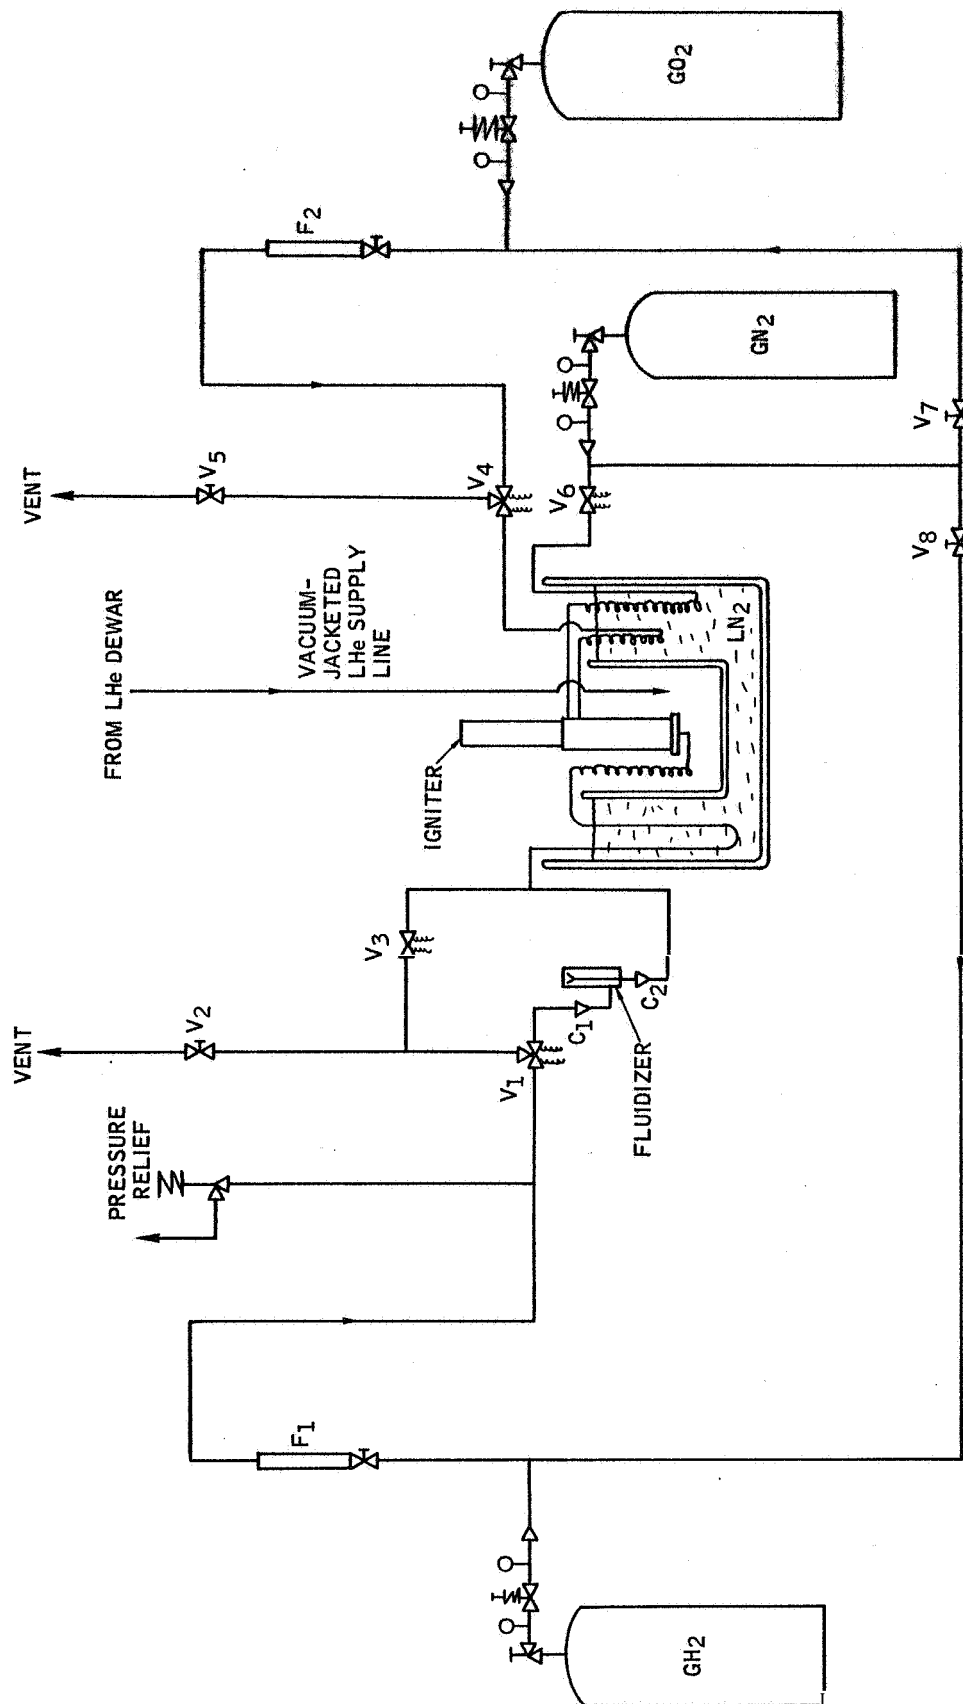 VENT
F2
GO2
V5
V4
GN2
V6
V7
V8
FROM LHe DEWAR
VACUUM-
JACKETED
LHe SUPPLY
LINE
LN2
IGNITER
V3
VENT
V2
V1
C1
C2
FLUIDIZER
PRESSURE
RELIEF
F1
GH2